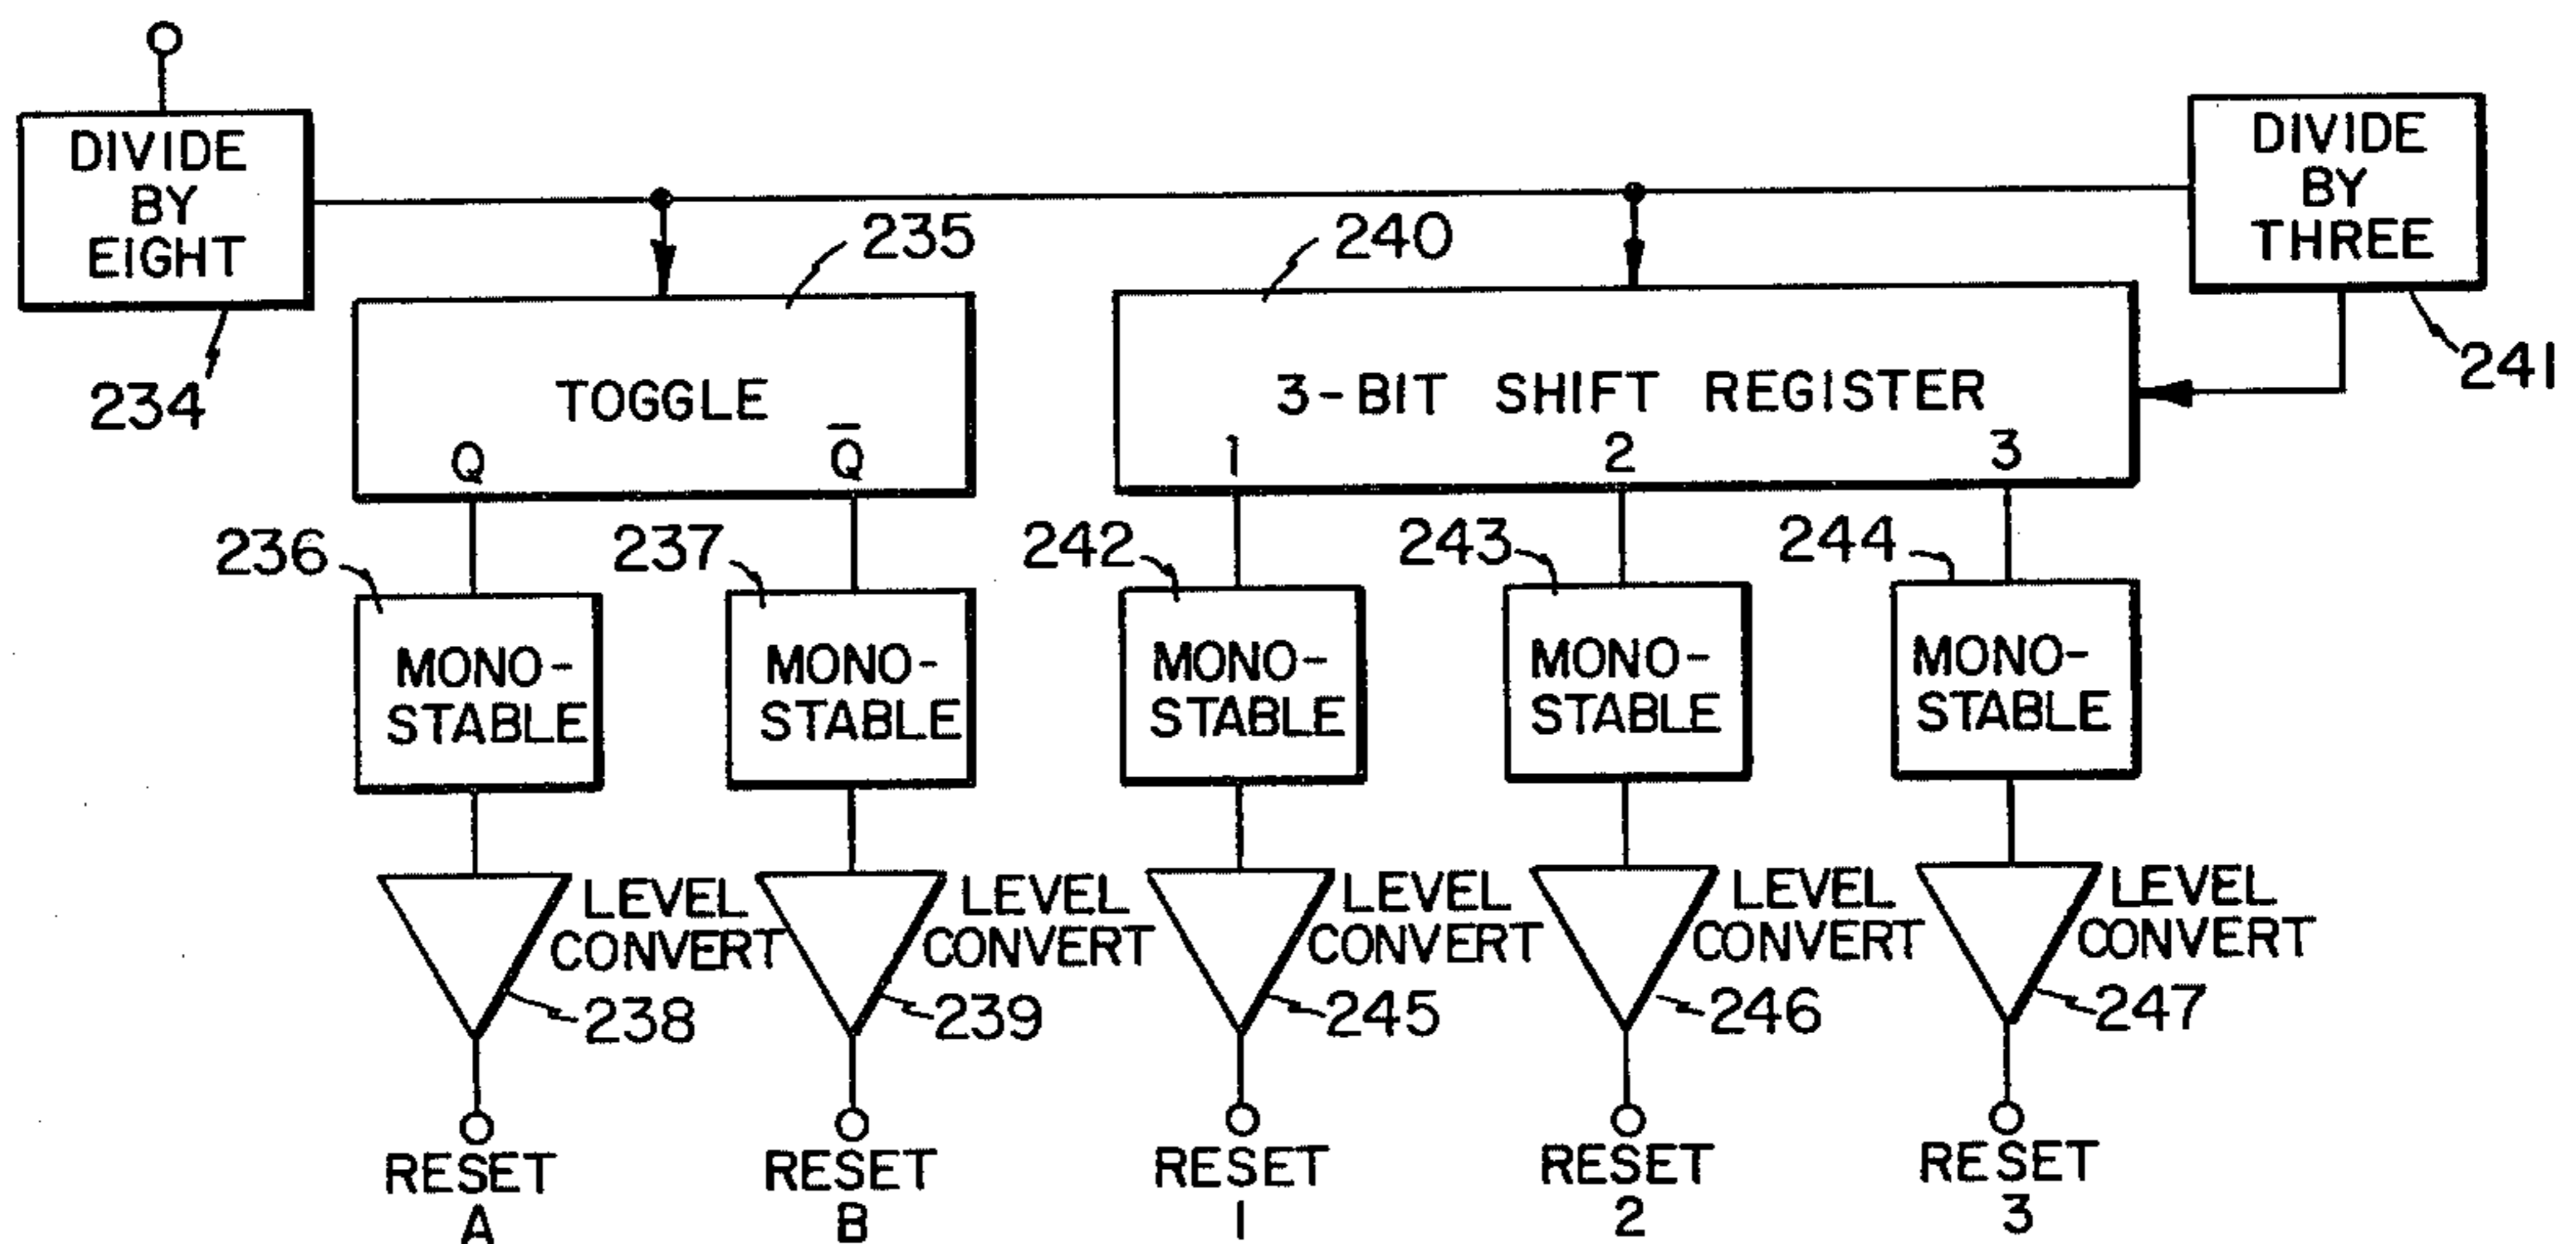 DIVIDE
BY
EIGHT
234
DIVIDE
BY
THREE
241
235
TOGGLE
Q
Q̅
240
3-BIT SHIFT REGISTER
1
2
3
236
MONO-
STABLE
237
MONO-
STABLE
242
MONO-
STABLE
243
MONO-
STABLE
244
MONO-
STABLE
LEVEL
CONVERT
238
LEVEL
CONVERT
239
LEVEL
CONVERT
245
LEVEL
CONVERT
246
LEVEL
CONVERT
247
RESET
A
RESET
B
RESET
1
RESET
2
RESET
3